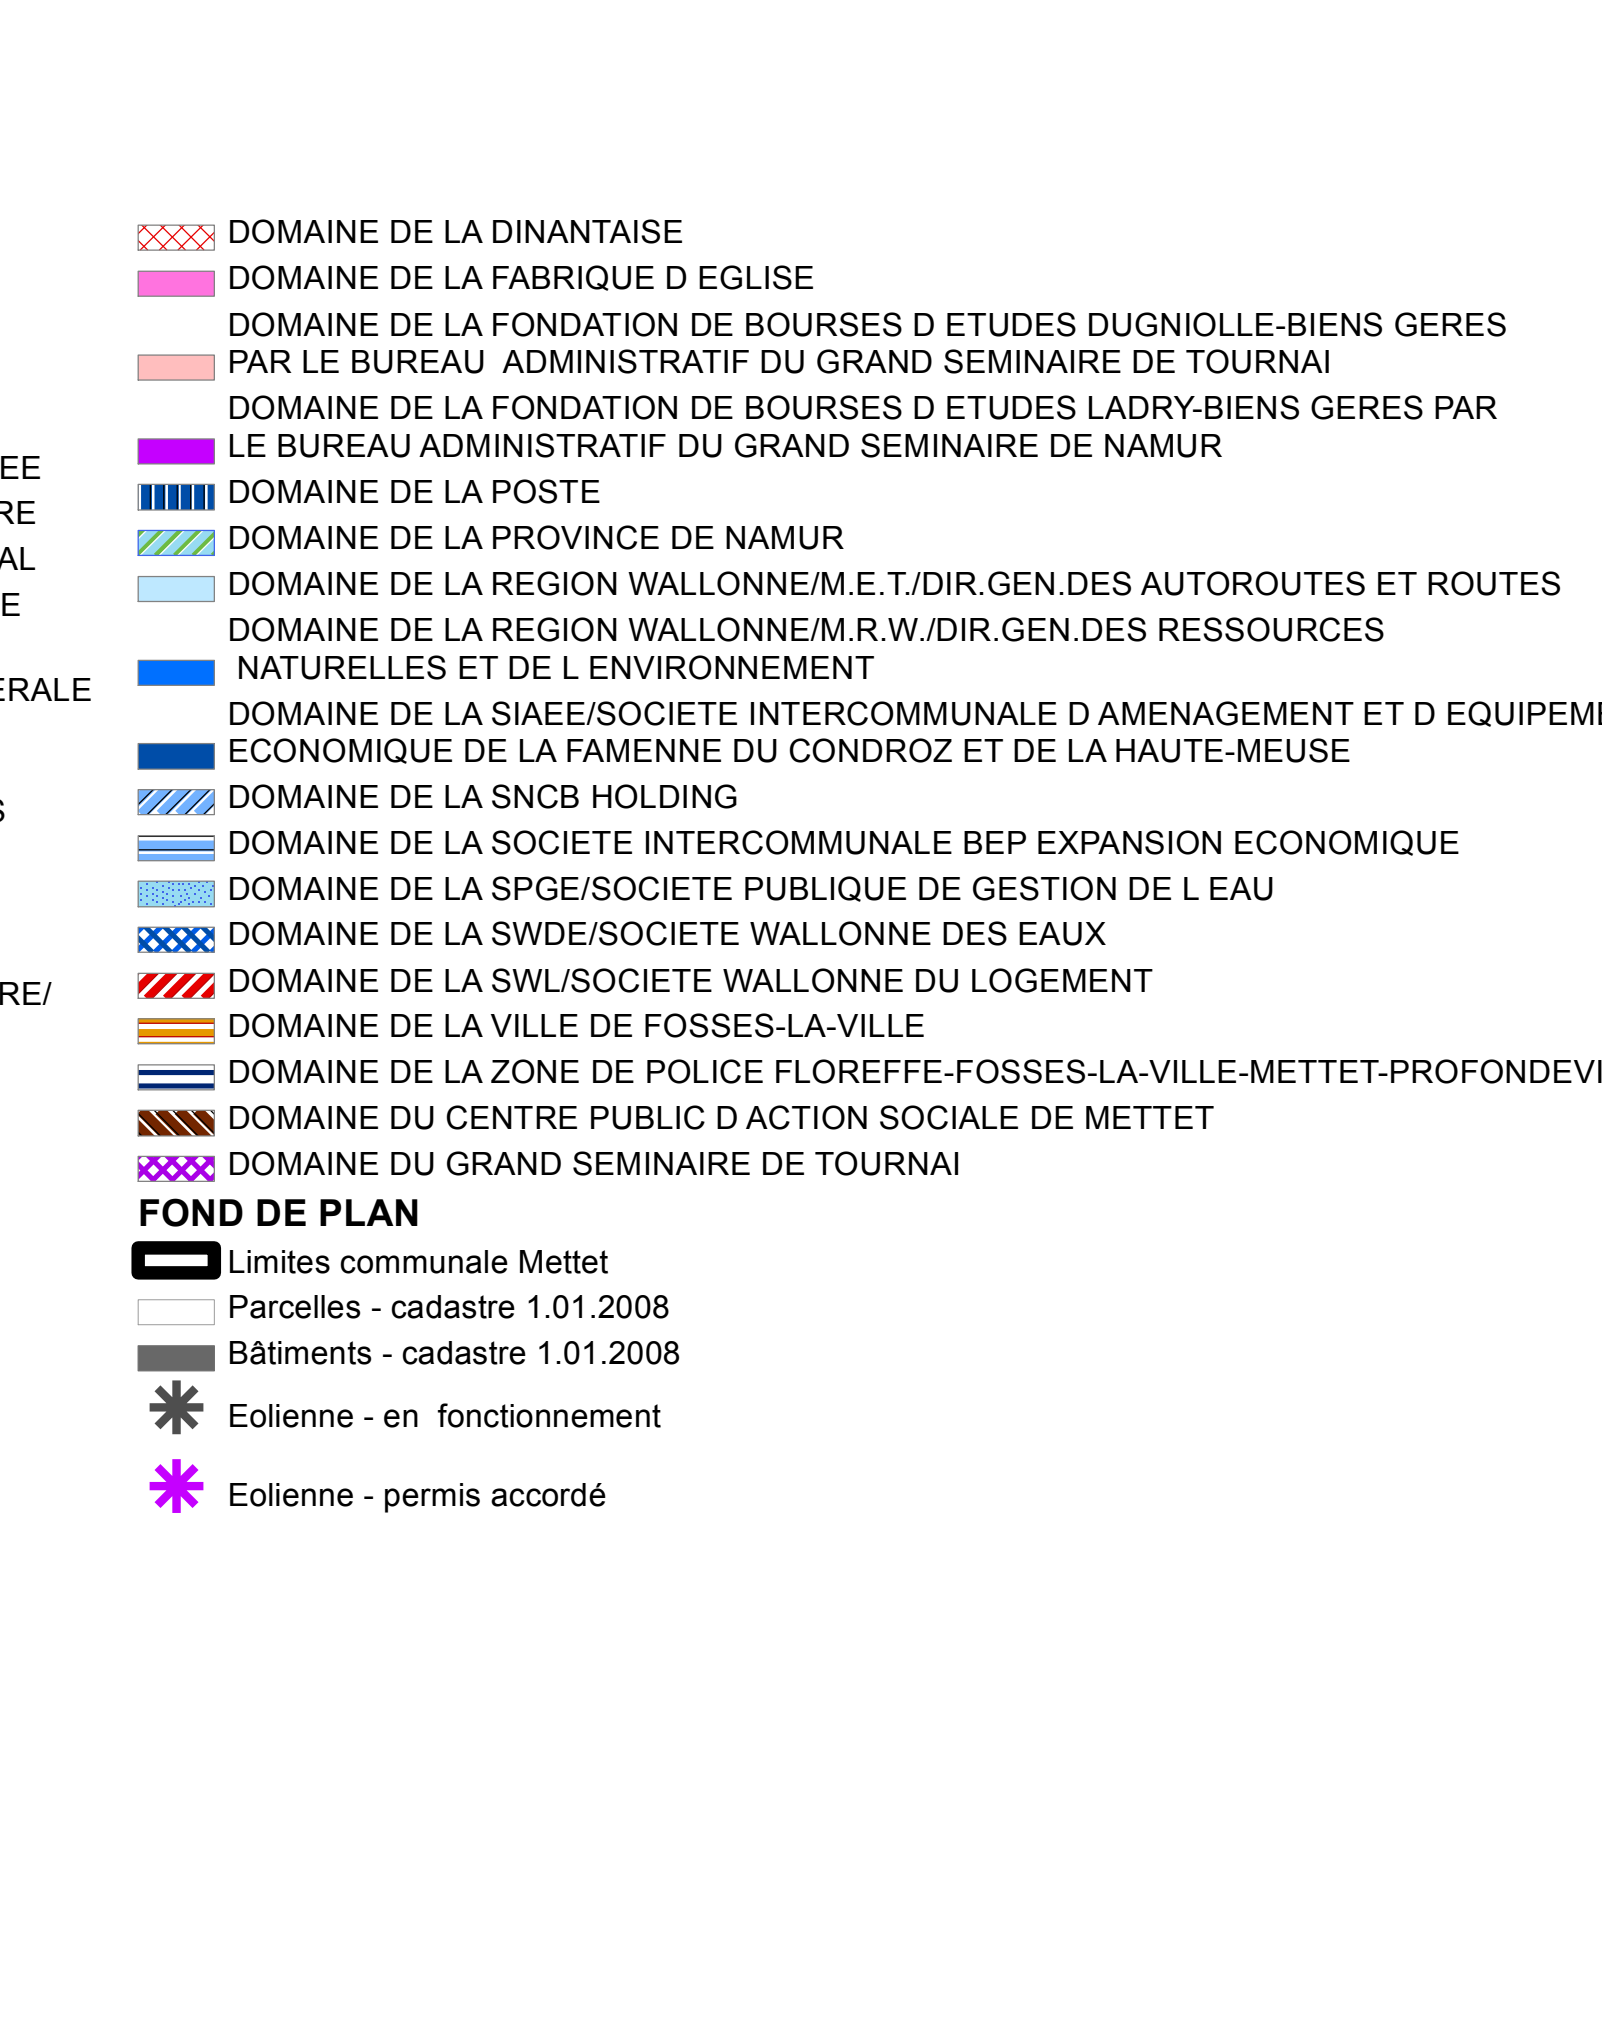 DOMAINE DE LA DINANTAISE
DOMAINE DE LA FABRIQUE D EGLISE
DOMAINE DE LA FONDATION DE BOURSES D ETUDES DUGNIOLLE-BIENS GERES
PAR LE BUREAU  ADMINISTRATIF DU GRAND SEMINAIRE DE TOURNAI
DOMAINE DE LA FONDATION DE BOURSES D ETUDES LADRY-BIENS GERES PAR
LE BUREAU ADMINISTRATIF DU GRAND SEMINAIRE DE NAMUR
DOMAINE DE LA POSTE
DOMAINE DE LA PROVINCE DE NAMUR
DOMAINE DE LA REGION WALLONNE/M.E.T./DIR.GEN.DES AUTOROUTES ET ROUTES
DOMAINE DE LA REGION WALLONNE/M.R.W./DIR.GEN.DES RESSOURCES
NATURELLES ET DE L ENVIRONNEMENT
DOMAINE DE LA SIAEE/SOCIETE INTERCOMMUNALE D AMENAGEMENT ET D EQUIPEM
ECONOMIQUE DE LA FAMENNE DU CONDROZ ET DE LA HAUTE-MEUSE
DOMAINE DE LA SNCB HOLDING
DOMAINE DE LA SOCIETE INTERCOMMUNALE BEP EXPANSION ECONOMIQUE
DOMAINE DE LA SPGE/SOCIETE PUBLIQUE DE GESTION DE L EAU
DOMAINE DE LA SWDE/SOCIETE WALLONNE DES EAUX
DOMAINE DE LA SWL/SOCIETE WALLONNE DU LOGEMENT
DOMAINE DE LA VILLE DE FOSSES-LA-VILLE
DOMAINE DE LA ZONE DE POLICE FLOREFFE-FOSSES-LA-VILLE-METTET-PROFONDEVI
DOMAINE DU CENTRE PUBLIC D ACTION SOCIALE DE METTET
DOMAINE DU GRAND SEMINAIRE DE TOURNAI
FOND DE PLAN
Limites communale Mettet
Parcelles - cadastre 1.01.2008
Bâtiments - cadastre 1.01.2008
Eolienne - en  fonctionnement
Eolienne - permis accordé
EE
RE
AL
E
ERALE
S
RE/